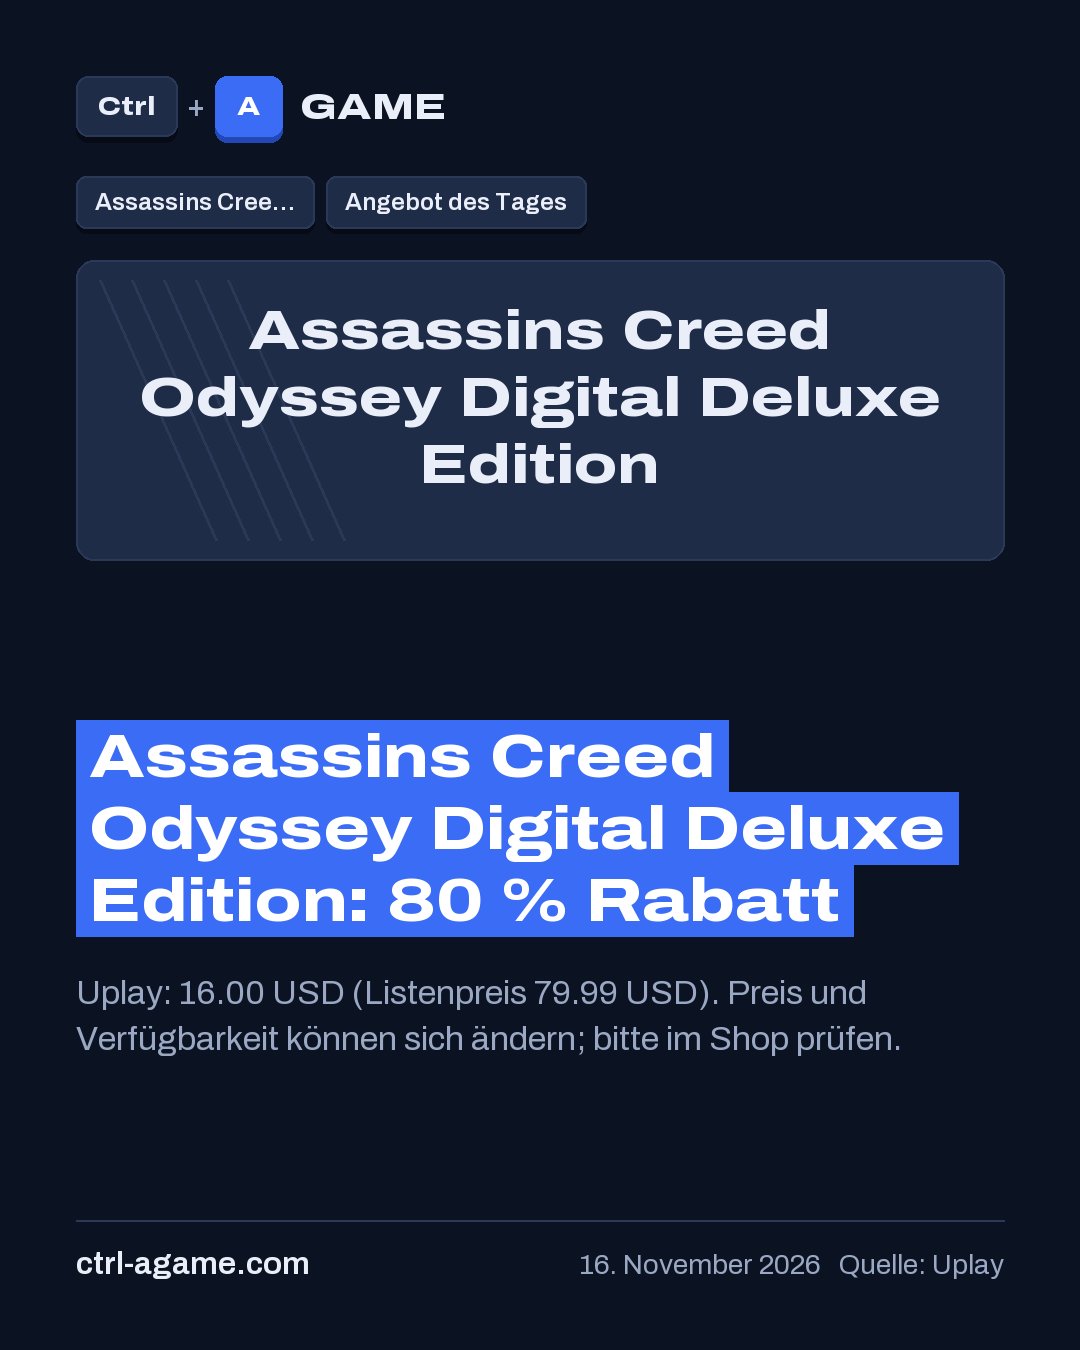 Ctrl + A GAME
Assassins Cree... Angebot des Tages
Assassins Creed
Odyssey Digital Deluxe
Edition
Assassins Creed
Odyssey Digital Deluxe
Edition: 80 % Rabatt
Uplay: 16.00 USD (Listenpreis 79.99 USD). Preis und
Verfügbarkeit können sich ändern; bitte im Shop prüfen.
ctrl-agame.com 16. November 2026 Quelle: Uplay